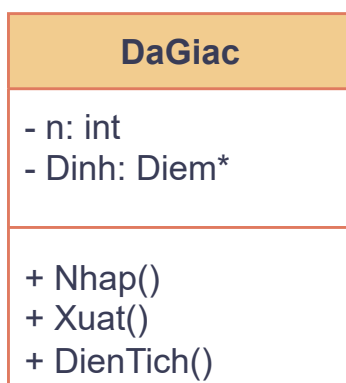 DaGiac
- n: int
- Dinh: Diem*
+ Nhap()
+ Xuat()
+ DienTich()